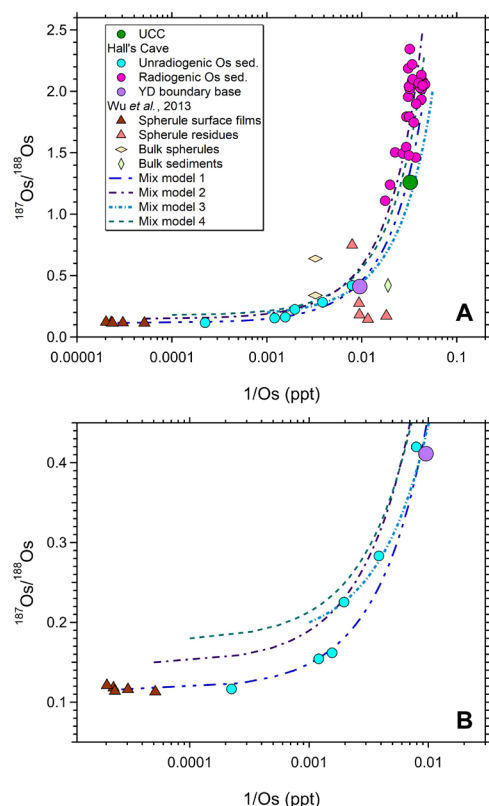 2.5
2.0
1.5
1.0
0.5
0.0
187Os/188Os
UCC
Hall's Cave
Unradiogenic Os sed.
Radiogenic Os sed.
YD boundary base
Wu et al., 2013
Spherule surface films
Spherule residues
Bulk spherules
Bulk sediments
Mix model 1
Mix model 2
Mix model 3
Mix model 4
A
0.00001 0.0001 0.001 0.01 0.1
1/Os (ppt)
0.4
0.3
0.2
0.1
187Os/188Os
B
0.0001 0.001 0.01
1/Os (ppt)